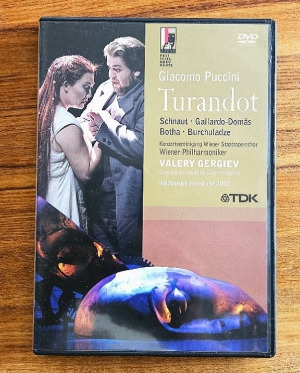 DVD
Giacomo Puccini
Turandot
Schnaut · Gallardo-Domâs
Botha · Burchuladze
Konzertvereinigung Wiener Staatsopernchor
Wiener Philharmoniker
VALERY GERGIEV
Salzburger Festspiele 2002
TDK